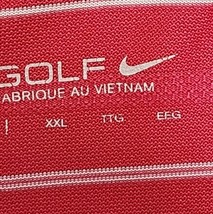 GOLF
FABRIQUE AU VIETNAM
XXL TTG EEG